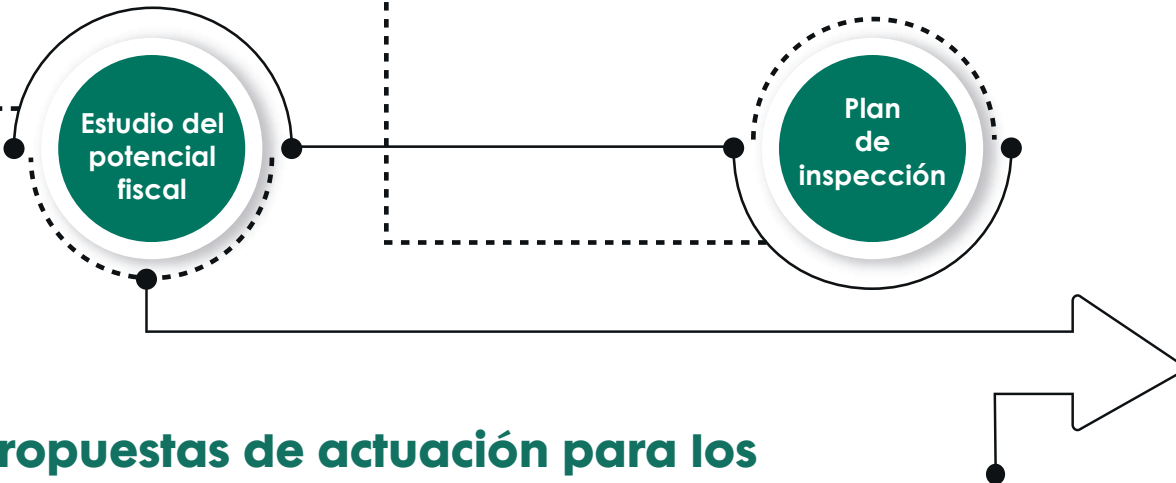 Estudio del
potencial
fiscal
Plan
de
inspección
ropuestas de actuación para los